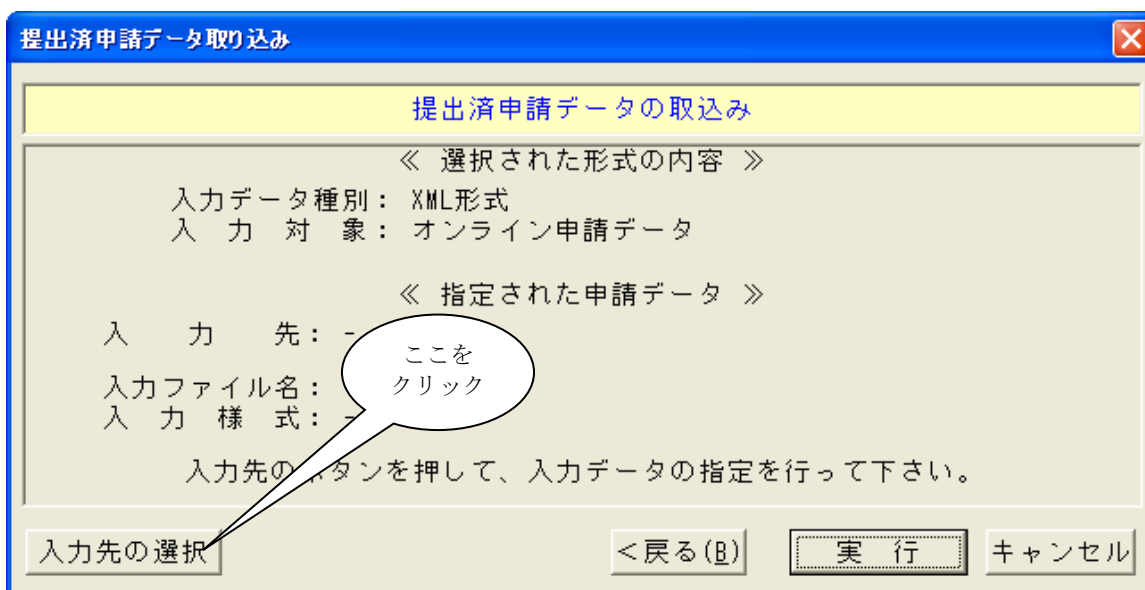 提出済申請データ取り込み
提出済申請データの取込み
≪ 選択された形式の内容 ≫
入力データ種別： XML形式
入　力　対　象： オンライン申請データ
≪ 指定された申請データ ≫
入　　力　　先： -
ここを
クリック
入力ファイル名：
入　力　様　式： -
入力先のボタンを押して、入力データの指定を行って下さい。
入力先の選択
＜戻る(B)
実　行
キャンセル